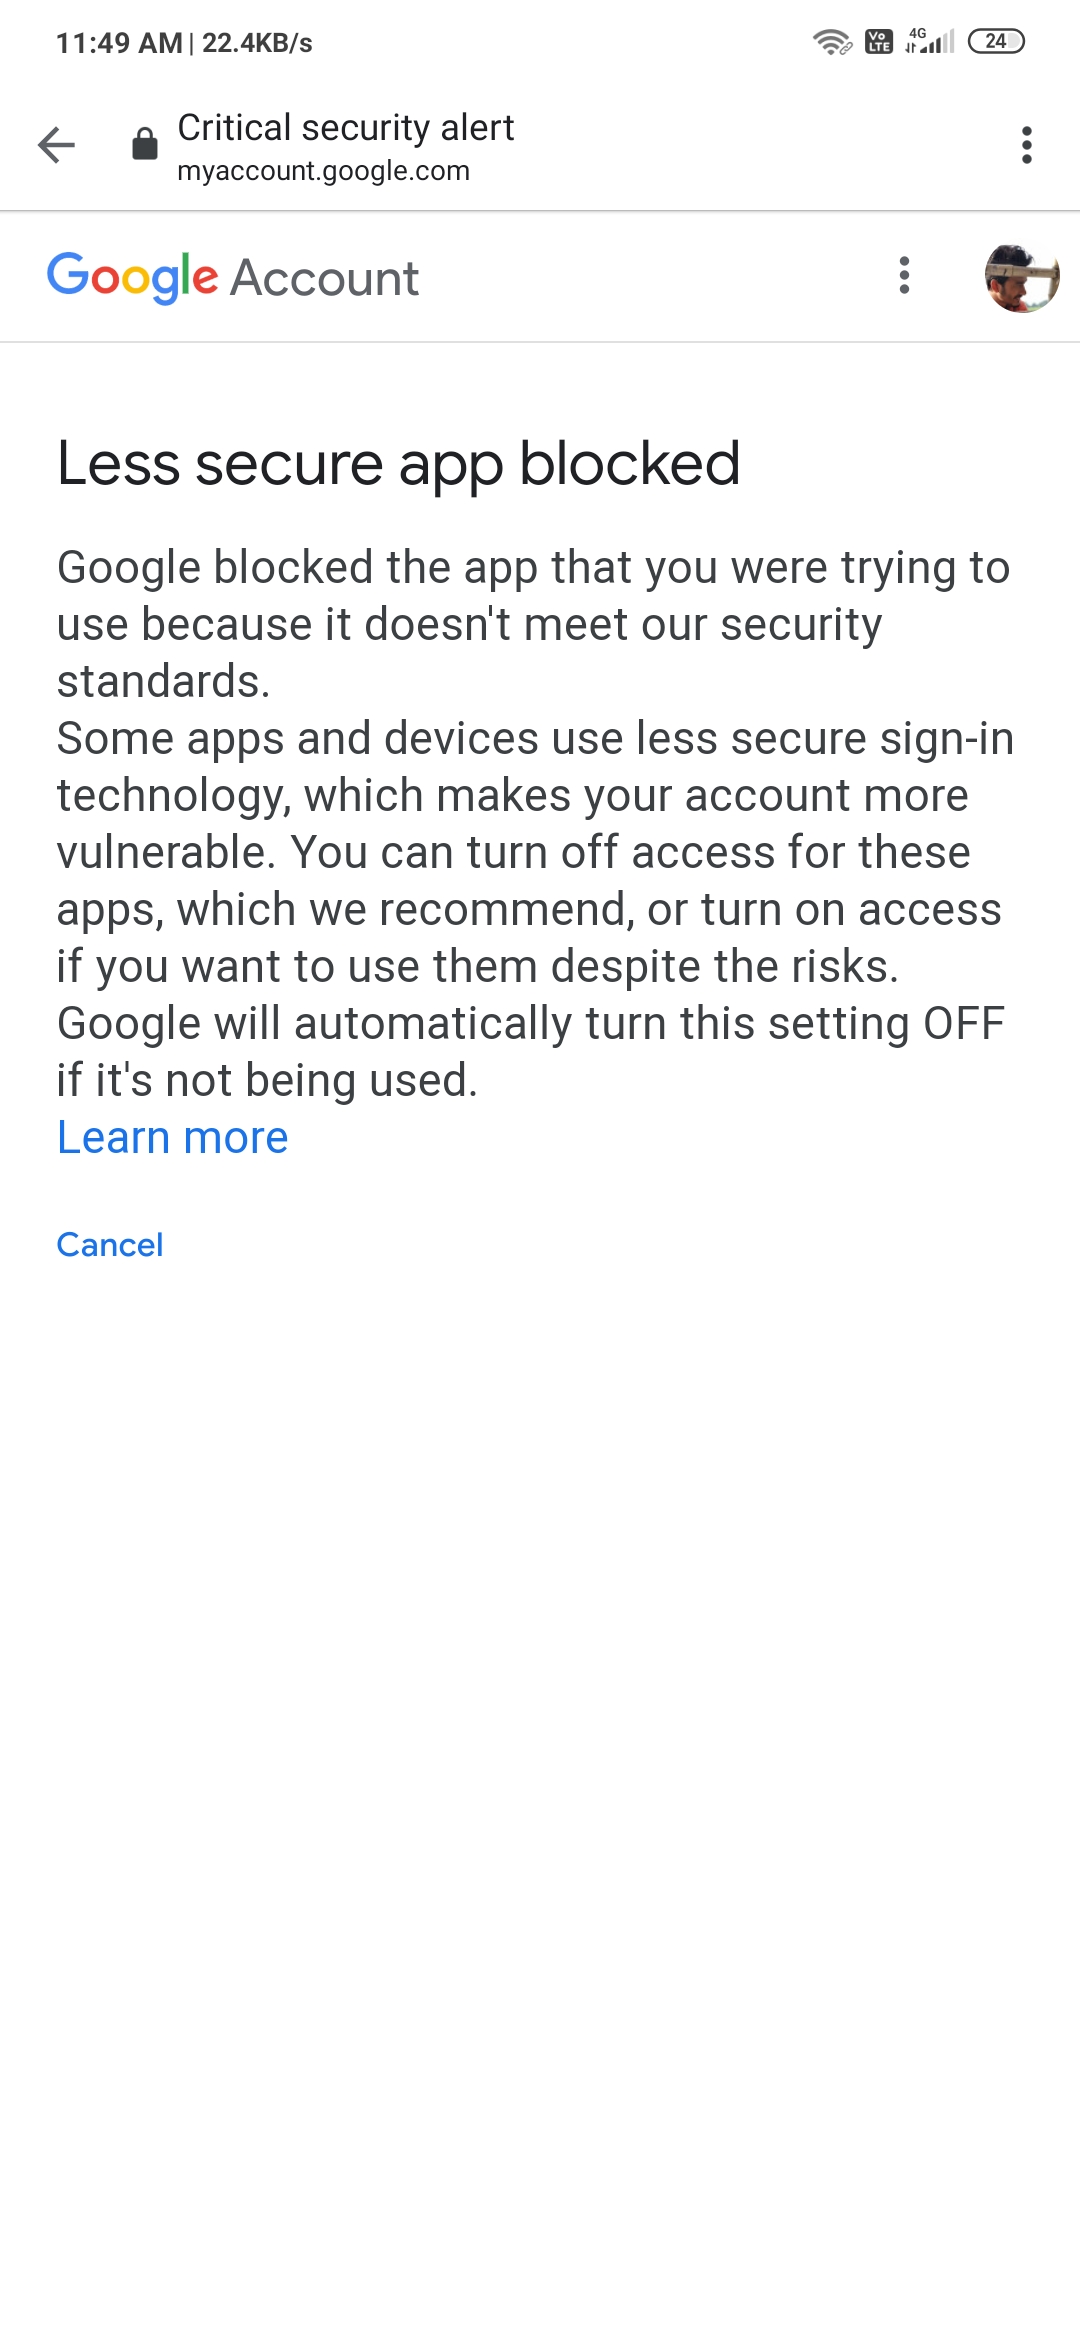 11:49 AM | 22.4KB/s
Vo LTE
4G
24
Critical security alert
myaccount.google.com
Google Account
Less secure app blocked
Google blocked the app that you were trying to
use because it doesn't meet our security
standards.
Some apps and devices use less secure sign-in
technology, which makes your account more
vulnerable. You can turn off access for these
apps, which we recommend, or turn on access
if you want to use them despite the risks.
Google will automatically turn this setting OFF
if it's not being used.
Learn more
Cancel